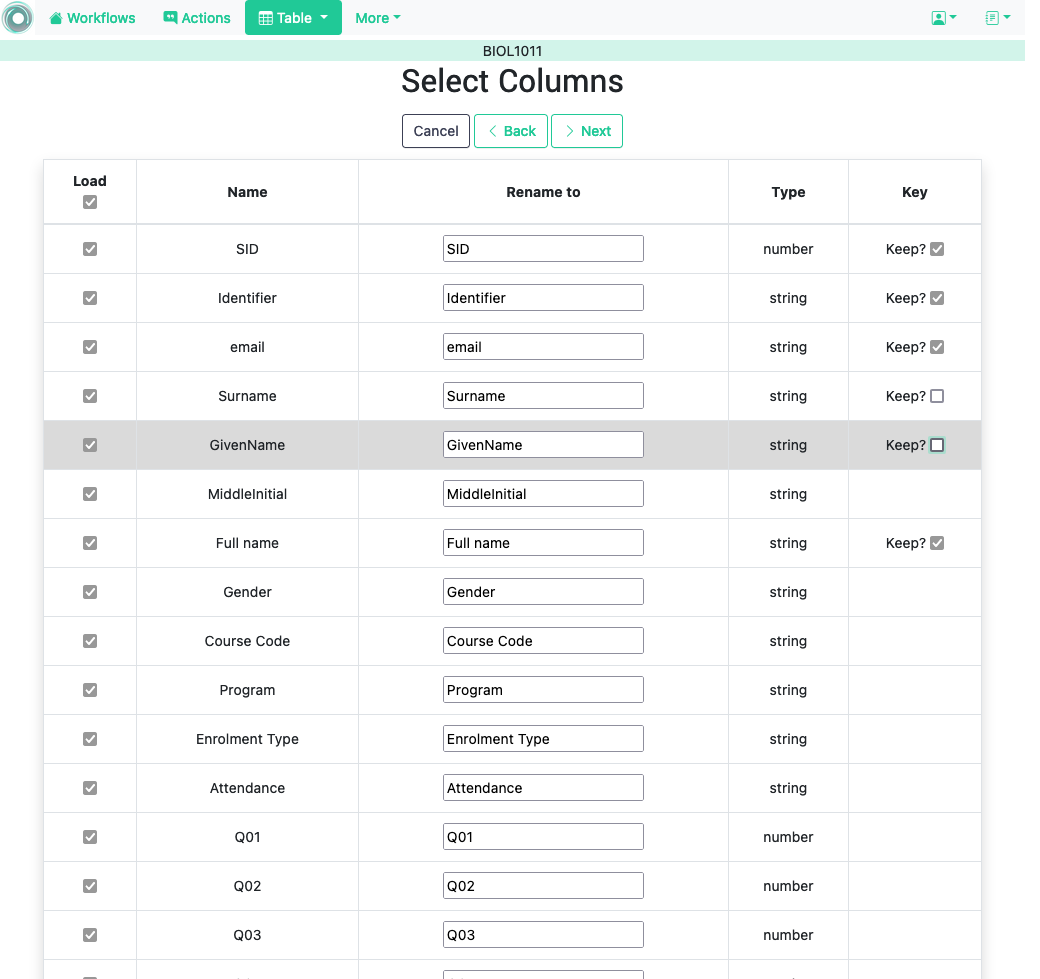 Workflows Actions Table More
BIOL1011
Select Columns
Cancel Back Next
Load Name Rename to Type Key
SID SID number Keep?
Identifier Identifier string Keep?
email email string Keep?
Surname Surname string Keep?
GivenName GivenName string Keep?
MiddleInitial MiddleInitial string
Full name Full name string Keep?
Gender Gender string
Course Code Course Code string
Program Program string
Enrolment Type Enrolment Type string
Attendance Attendance string
Q01 Q01 number
Q02 Q02 number
Q03 Q03 number